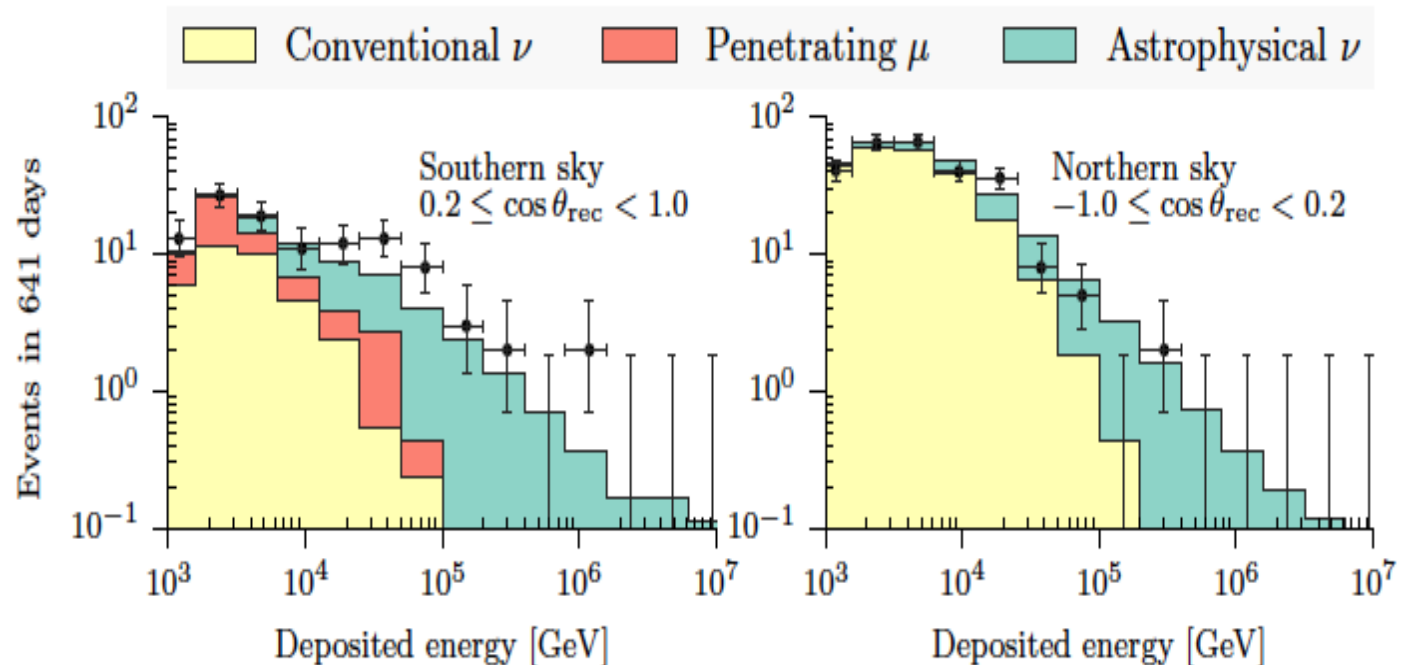 Conventional ν Penetrating μ Astrophysical ν
Events in 641 days
10² 10¹ 10⁰ 10⁻¹
Southern sky
0.2 ≤ cos θrec < 1.0
10³ 10⁴ 10⁵ 10⁶ 10⁷
Deposited energy [GeV]
10² 10¹ 10⁰ 10⁻¹
Northern sky
−1.0 ≤ cos θrec < 0.2
10³ 10⁴ 10⁵ 10⁶ 10⁷
Deposited energy [GeV]